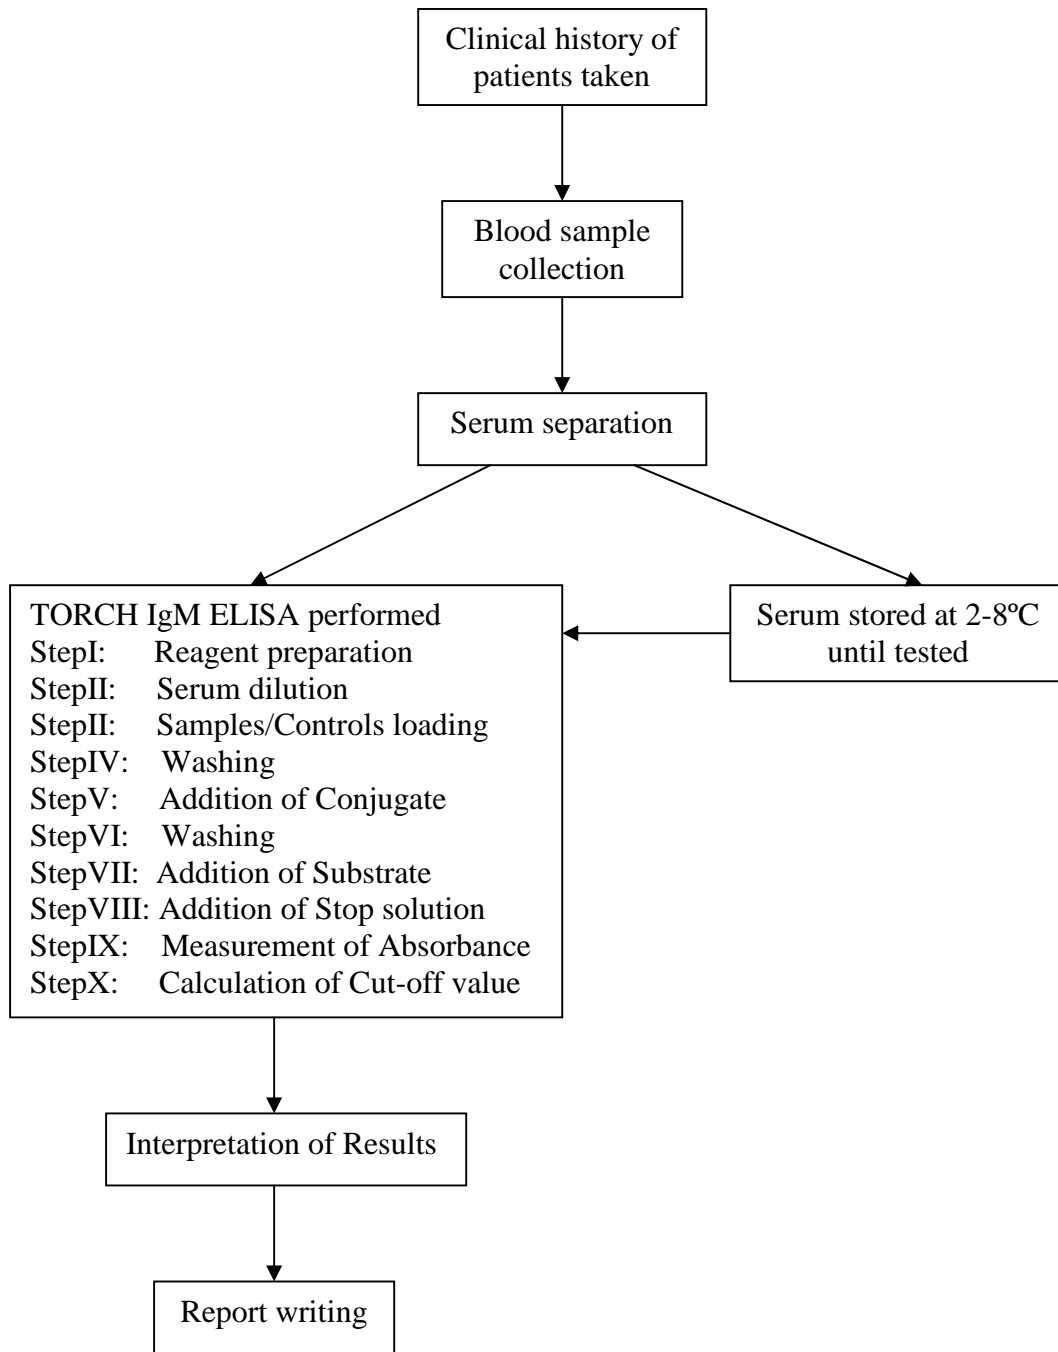 Clinical history of
patients taken
Blood sample
collection
Serum separation
TORCH IgM ELISA performed
StepI: Reagent preparation
StepII: Serum dilution
StepII: Samples/Controls loading
StepIV: Washing
StepV: Addition of Conjugate
StepVI: Washing
StepVII: Addition of Substrate
StepVIII: Addition of Stop solution
StepIX: Measurement of Absorbance
StepX: Calculation of Cut-off value
Serum stored at 2-8ºC
until tested
Interpretation of Results
Report writing